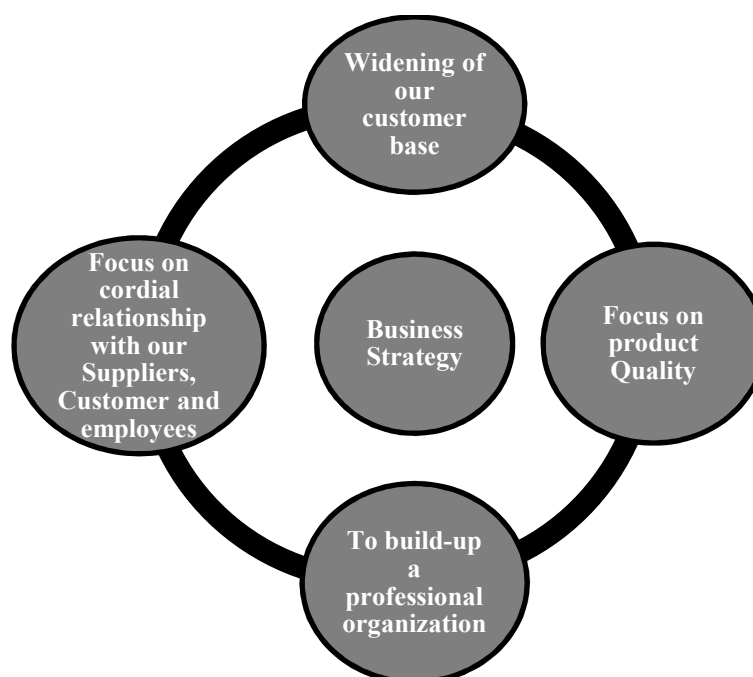 Widening of
our
customer
base
Focus on
cordial
relationship
with our
Suppliers,
Customer and
employees
Business
Strategy
Focus on
product
Quality
To build-up
a
professional
organization